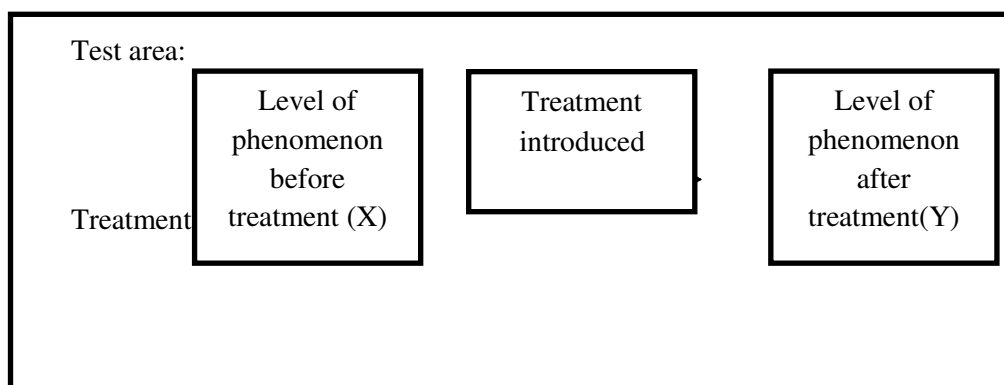 Test area:
Level of
phenomenon
before
treatment (X)
Treatment
introduced
Level of
phenomenon
after
treatment(Y)
Treatment